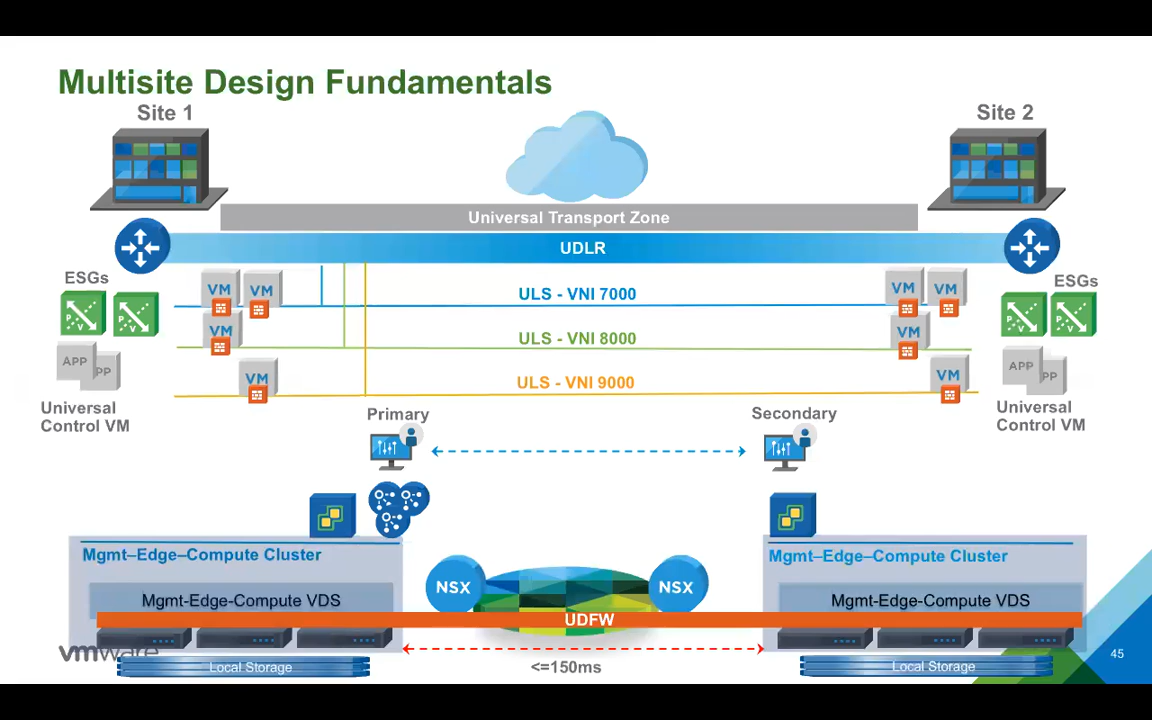 Multisite Design Fundamentals
Site 1
Site 2
Universal Transport Zone
UDLR
ESGs
ESGs
VM
VM
ULS - VNI 7000
VM
VM
P
V
P
V
P
V
P
V
VM
ULS - VNI 8000
VM
APP
PP
VM
ULS - VNI 9000
VM
APP
PP
Universal
Control VM
Universal
Control VM
Primary
Secondary
Mgmt–Edge–Compute Cluster
Mgmt–Edge–Compute Cluster
NSX
NSX
Mgmt-Edge-Compute VDS
Mgmt-Edge-Compute VDS
UDFW
vmware
<=150ms
Local Storage
Local Storage
45